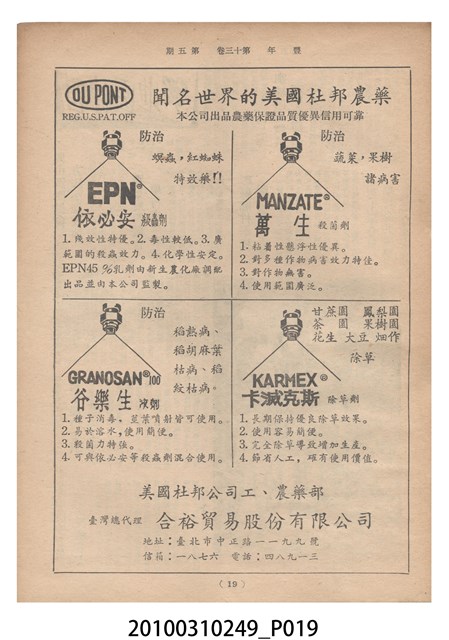 豐年 第十三卷 第五期
DU PONT
REG.U.S.PAT.OFF
聞名世界的美國杜邦農藥
本公司出品農藥保證品質優異信用可靠
防治
螟蟲,紅蜘蛛
特效藥!!
EPN®
依必安 殺蟲劑
1. 殘效性特優。2. 毒性較低。3. 廣
範圍的殺蟲效力。4. 化學性安定。
EPN45 %乳劑由新生農化廠調配
出品並由本公司監製。
防治
蔬菜,果樹
諸病害
MANZATE®
萬生 殺菌劑
1. 粘着性懸浮性優異。
2. 對多種作物病害效力特佳。
3. 對作物無害。
4. 使用範圍廣泛。
防治
稻熱病、
稻胡麻葉
枯病、稻
紋枯病。
GRANOSAN®100
谷樂生 液劑
1. 種子消毒,莖葉噴射皆可使用。
2. 易於溶水,使用簡便。
3. 殺菌力特強。
4. 可與依必安等殺蟲劑混合使用。
甘蔗園 鳳梨園
茶園 果樹園
花生 大豆 畑作
除草
KARMEX®
卡滅克斯 除草劑
1. 長期保持優良除草效果。
2. 使用容易簡便。
3. 完全除草導致增加生產。
4. 節省人工,確有使用價值。
美國杜邦公司工、農藥部
臺灣總代理 合裕貿易股份有限公司
地址:臺北市中正路一一九九號
信箱:一八七六 電話:四八九一三
(19)
20100310249_P019